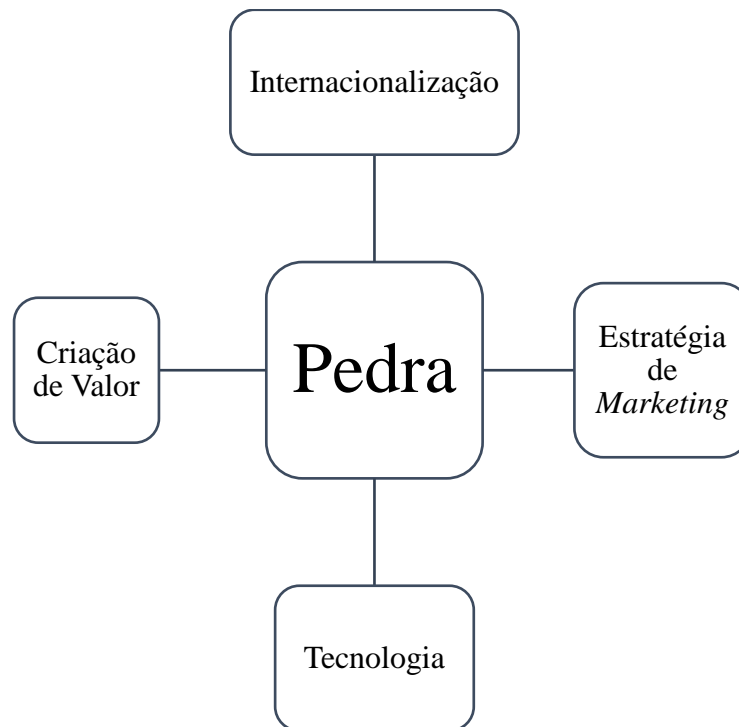 Internacionalização
Criação
de Valor
Pedra
Estratégia
de
Marketing
Tecnologia